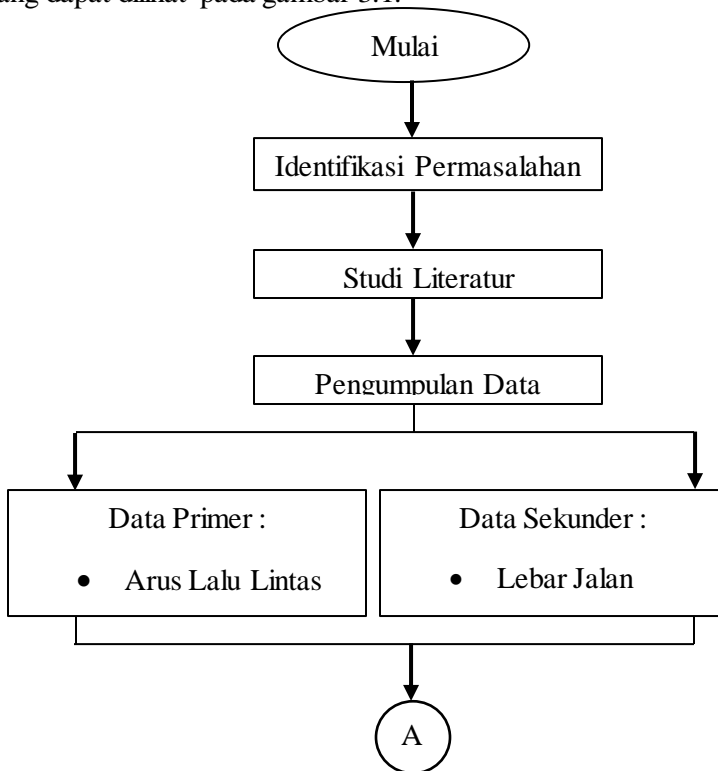 dapat dilihat pada gambar 3.1.
Mulai
Identifikasi Permasalahan
Studi Literatur
Pengumpulan Data
Data Primer :
• Arus Lalu Lintas
Data Sekunder :
• Lebar Jalan
A